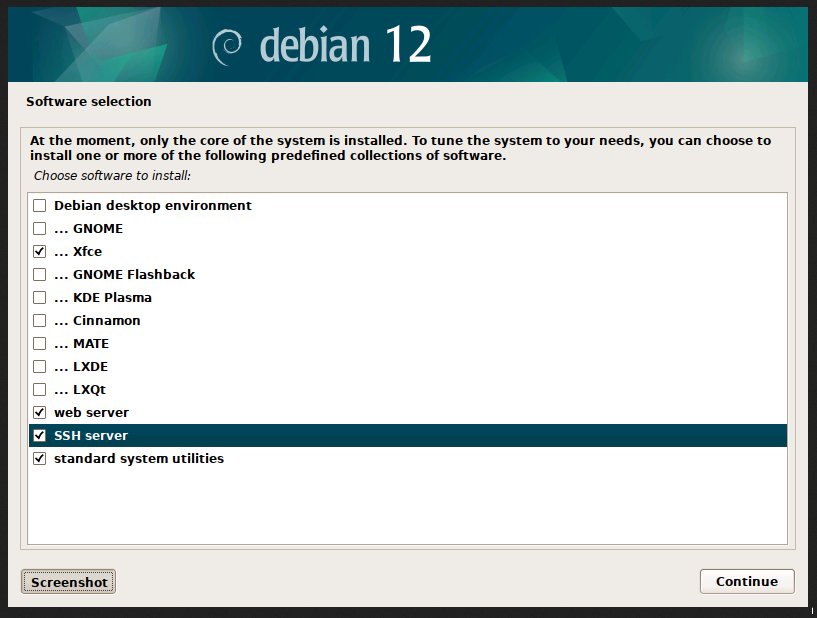 debian 12
Software selection
At the moment, only the core of the system is installed. To tune the system to your needs, you can choose to
install one or more of the following predefined collections of software.
Choose software to install:
Debian desktop environment
... GNOME
... Xfce
... GNOME Flashback
... KDE Plasma
... Cinnamon
... MATE
... LXDE
... LXQt
web server
SSH server
standard system utilities
Screenshot
Continue